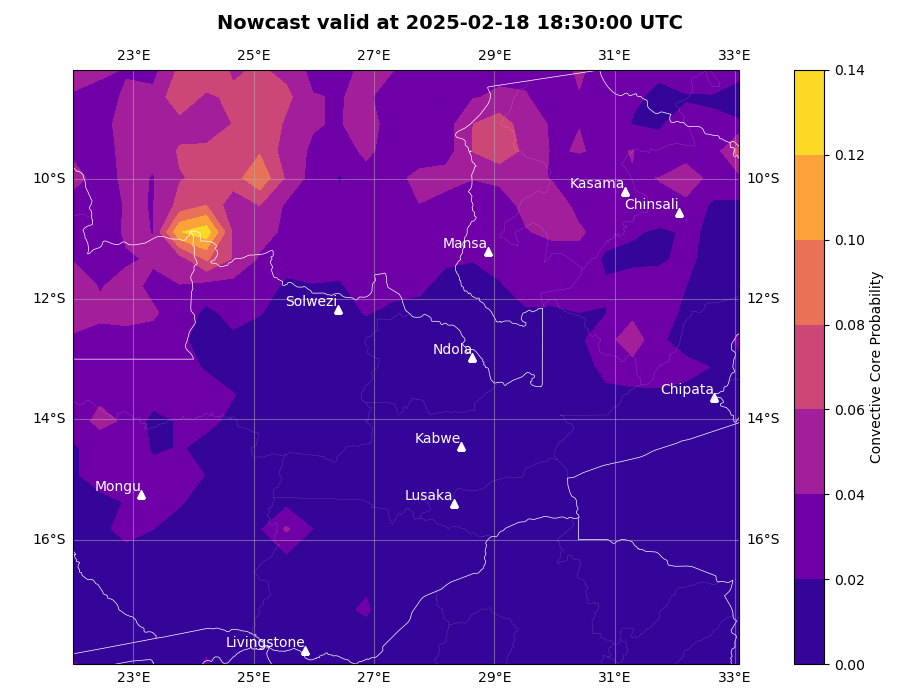 Nowcast valid at 2025-02-18 18:30:00 UTC
23°E 25°E 27°E 29°E 31°E 33°E
0.14
0.12
10°S Kasama 10°S
Chinsali
0.10
Mansa
12°S Solwezi 12°S
0.08
Ndola
Chipata
0.06
14°S 14°S
Kabwe
Mongu
Lusaka
0.04
16°S 16°S
0.02
Livingstone
0.00
23°E 25°E 27°E 29°E 31°E 33°E
Convective Core Probability